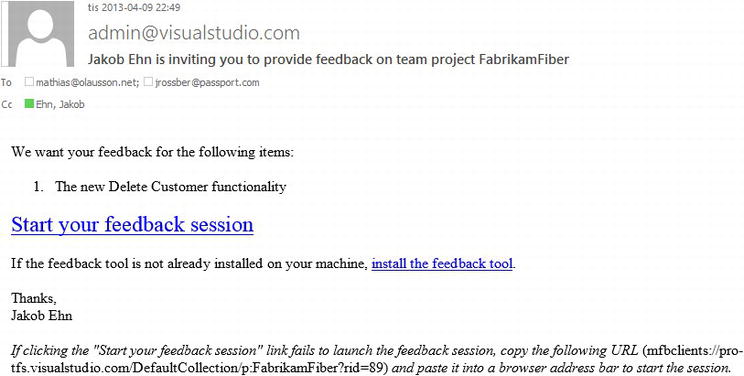 tis 2013-04-09 22:49
admin@visualstudio.com
Jakob Ehn is inviting you to provide feedback on team project FabrikamFiber
To mathias@olausson.net; jrossber@passport.com
Cc Ehn, Jakob
We want your feedback for the following items:
1. The new Delete Customer functionality
Start your feedback session
If the feedback tool is not already installed on your machine, install the feedback tool.
Thanks,
Jakob Ehn
If clicking the "Start your feedback session" link fails to launch the feedback session, copy the following URL (mfbclients://pro-
tfs.visualstudio.com/DefaultCollection/p:FabrikamFiber?rid=89) and paste it into a browser address bar to start the session.